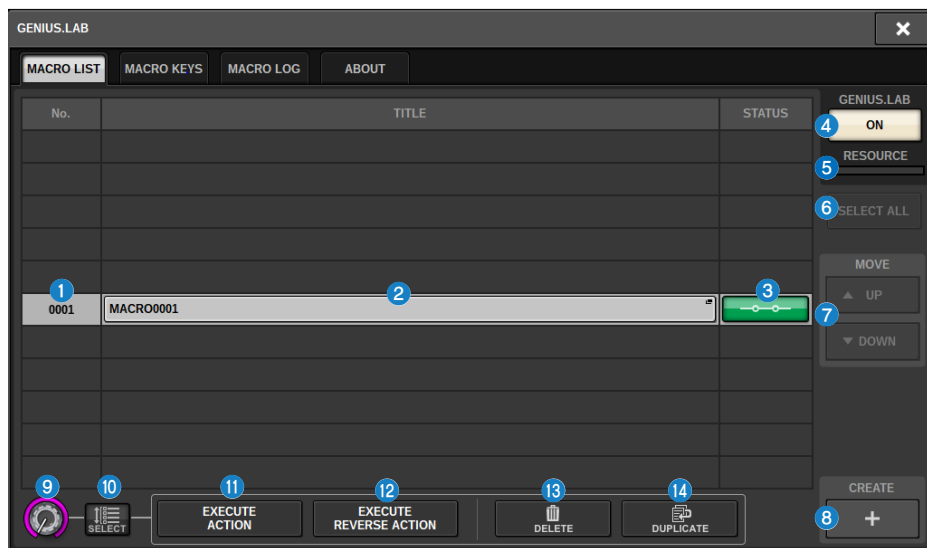 GENIUS.LAB
MACRO LIST MACRO KEYS MACRO LOG ABOUT
No. TITLE STATUS
GENIUS.LAB
4 ON
RESOURCE
5
6 SELECT ALL
MOVE
1 2 3
▲ UP
0001 MACRO0001
7
▼ DOWN
9 10 11 12 13 14
CREATE
SELECT
EXECUTE
ACTION
EXECUTE
REVERSE ACTION
DELETE
DUPLICATE
8 +